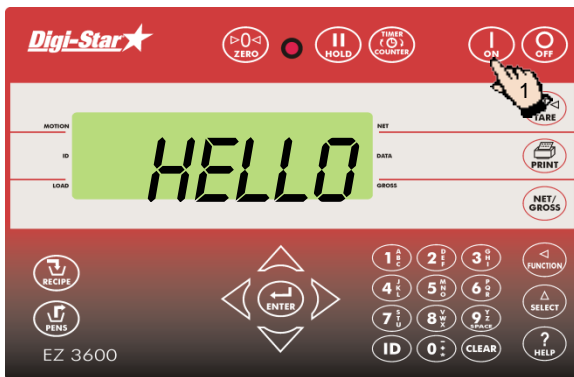 Digi-Star
▷0◁ ZERO
HOLD
TIMER
COUNTER
ON
OFF
1
TARE
MOTION
NET
HELLO
ID
DATA
PRINT
LOAD
GROSS
NET/
GROSS
RECIPE
1 A B C
2 D E F
3 G H I
FUNCTION
ENTER
4 J K L
5 M N O
6 P Q R
SELECT
PENS
7 S T U
8 V W X
9 Y Z SPACE
EZ 3600
ID
0 - + *
CLEAR
?
HELP